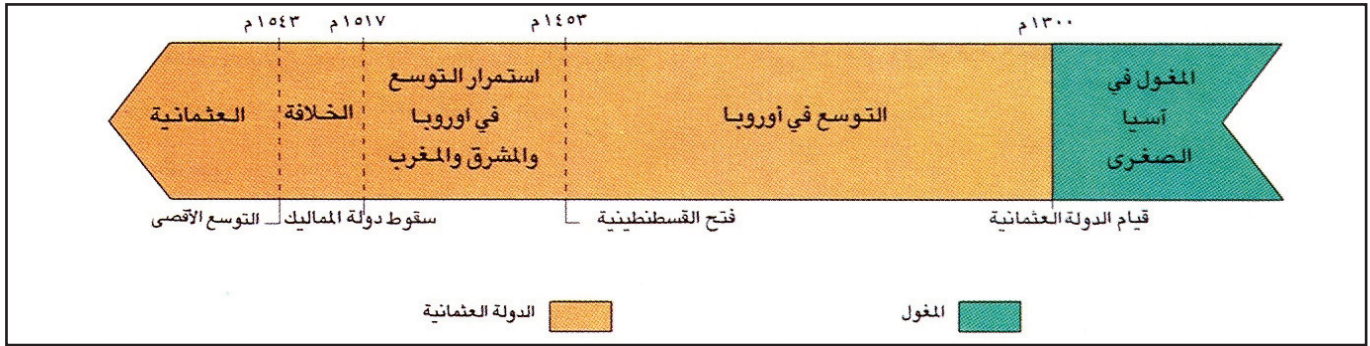 ١٣٠٠م
١٤٥٣م
١٥١٧م
١٥٤٣م
المغول في
آسيا
الصغرى
التوسع في أوروبا
استمرار التوسع
في اوروبا
والمشرق والمغرب
الخلافة
العثمانية
قيام الدولة العثمانية
فتح القسطنطينية
سقوط دولة المماليك
التوسع الأقصى
المغول
الدولة العثمانية